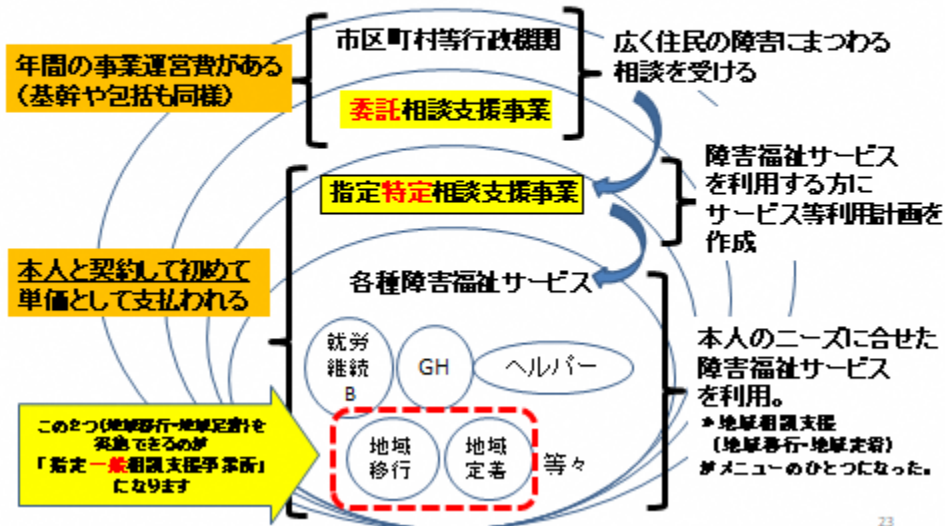 年間の事業運営費がある
(基幹や包括も同様)
市区町村等行政機関
委託相談支援事業
広く住民の障害にまつわる
相談を受ける
指定特定相談支援事業
障害福祉サービス
を利用する方に
サービス等利用計画を
作成
本人と契約して初めて
単価として支払われる
各種障害福祉サービス
就労
継続
B
GH
ヘルパー
本人のニーズに合せた
障害福祉サービス
を利用。
*地域相談支援
(地域移行・地域定着)
がメニューのひとつになった。
この2つ(地域移行・地域定着)を
実施できるのが
「指定一般相談支援事業所」
になります
地域
移行
地域
定着
等々
23